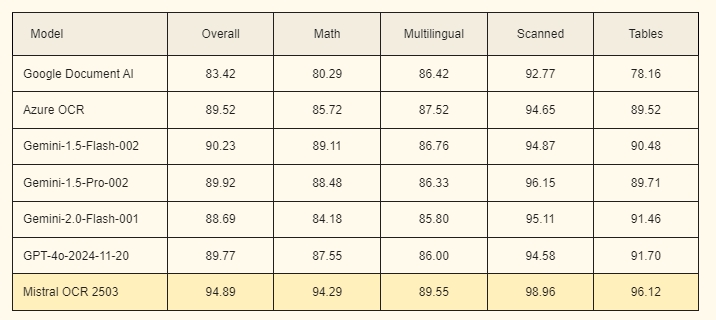 Model Overall Math Multilingual Scanned Tables
Google Document AI 83.42 80.29 86.42 92.77 78.16
Azure OCR 89.52 85.72 87.52 94.65 89.52
Gemini-1.5-Flash-002 90.23 89.11 86.76 94.87 90.48
Gemini-1.5-Pro-002 89.92 88.48 86.33 96.15 89.71
Gemini-2.0-Flash-001 88.69 84.18 85.80 95.11 91.46
GPT-4o-2024-11-20 89.77 87.55 86.00 94.58 91.70
Mistral OCR 2503 94.89 94.29 89.55 98.96 96.12